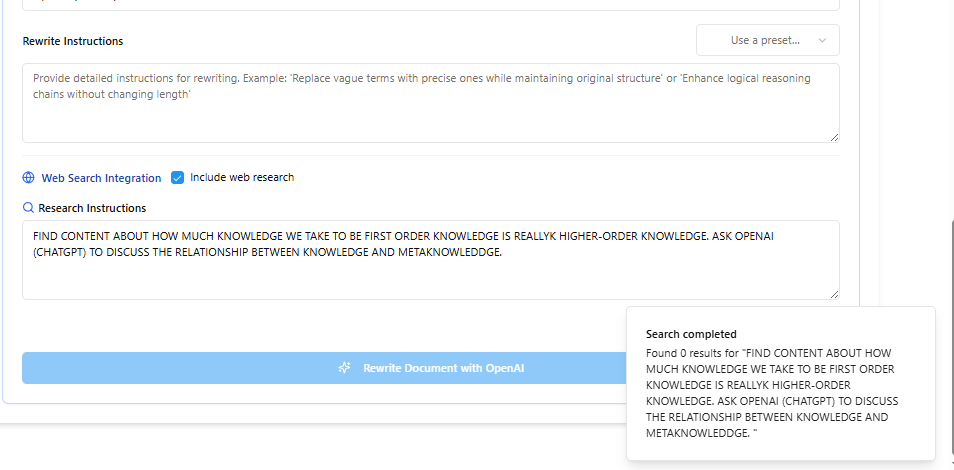 Rewrite Instructions
Use a preset...
Provide detailed instructions for rewriting. Example: 'Replace vague terms with precise ones while maintaining original structure' or 'Enhance logical reasoning
chains without changing length'
Web Search Integration
Include web research
Research Instructions
FIND CONTENT ABOUT HOW MUCH KNOWLEDGE WE TAKE TO BE FIRST ORDER KNOWLEDGE IS REALLYK HIGHER-ORDER KNOWLEDGE. ASK OPENAI
(CHATGPT) TO DISCUSS THE RELATIONSHIP BETWEEN KNOWLEDGE AND METAKNOWLEDDGE.
Rewrite Document with OpenAI
Search completed
Found 0 results for "FIND CONTENT ABOUT HOW
MUCH KNOWLEDGE WE TAKE TO BE FIRST ORDER
KNOWLEDGE IS REALLYK HIGHER-ORDER
KNOWLEDGE. ASK OPENAI (CHATGPT) TO DISCUSS
THE RELATIONSHIP BETWEEN KNOWLEDGE AND
METAKNOWLEDDGE. "